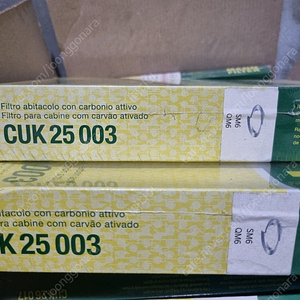 Filtro abitacolo con carbonio attivo
Filtro para cabine com carvão ativado
CUK 25 003
SM6
QM6
abitacolo con carbonio attivo
para cabine com carvão ativado
K 25 003
SM6
QM6